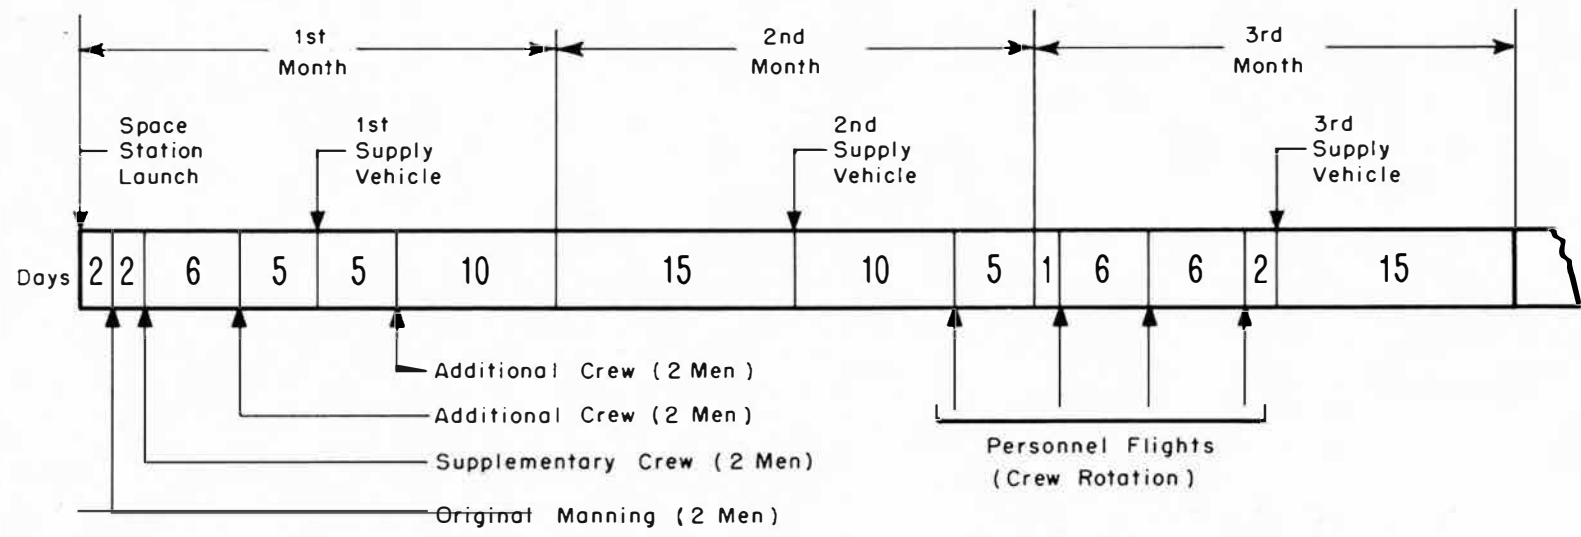 1st
Month
2nd
Month
3rd
Month
Space
Station
Launch
1st
Supply
Vehicle
2nd
Supply
Vehicle
3rd
Supply
Vehicle
Days 2 2 6 5 5 10 15 10 5 1 6 6 2 15
Additional Crew (2 Men)
Additional Crew (2 Men)
Supplementary Crew (2 Men)
Original Manning (2 Men)
Personnel Flights
(Crew Rotation)